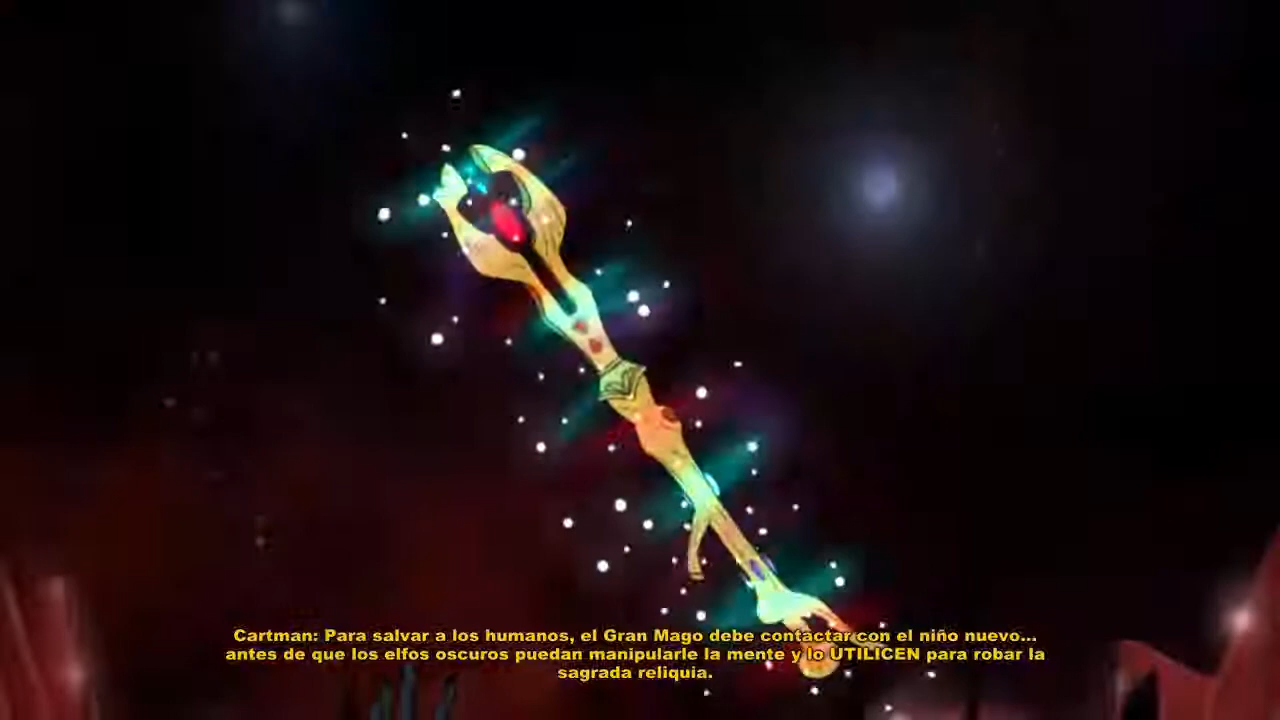 Cartman: Para salvar a los humanos, el Gran Mago debe contactar con el niño nuevo...
antes de que los elfos oscuros puedan manipularle la mente y lo UTILICEN para robar la
sagrada reliquia.